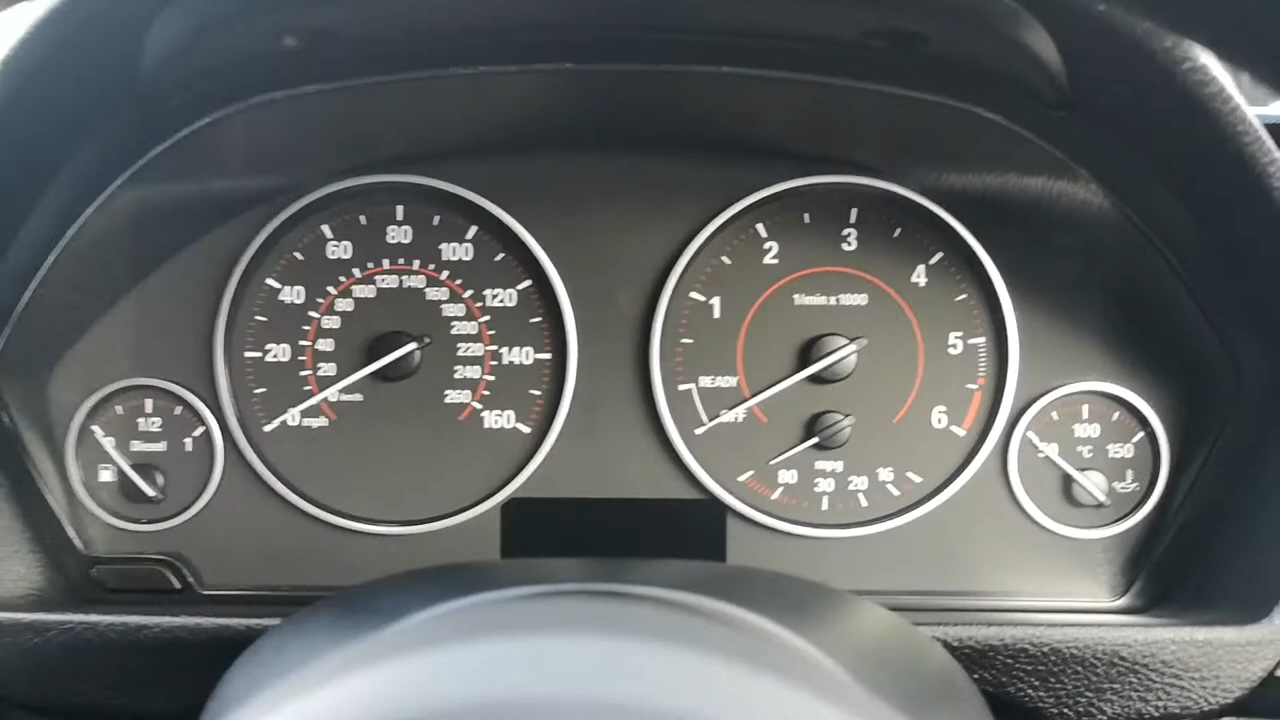 20 40 60 80 100 120 140 160
0 mph
20 40 60 80 100 120 140 160 180 200 220 240 260
0 km/h
1 2 3 4 5 6
1/min x 1000
READY
OFF
mpg
80 30 20 16
0 1/2 1
Diesel
50 100 150
°C